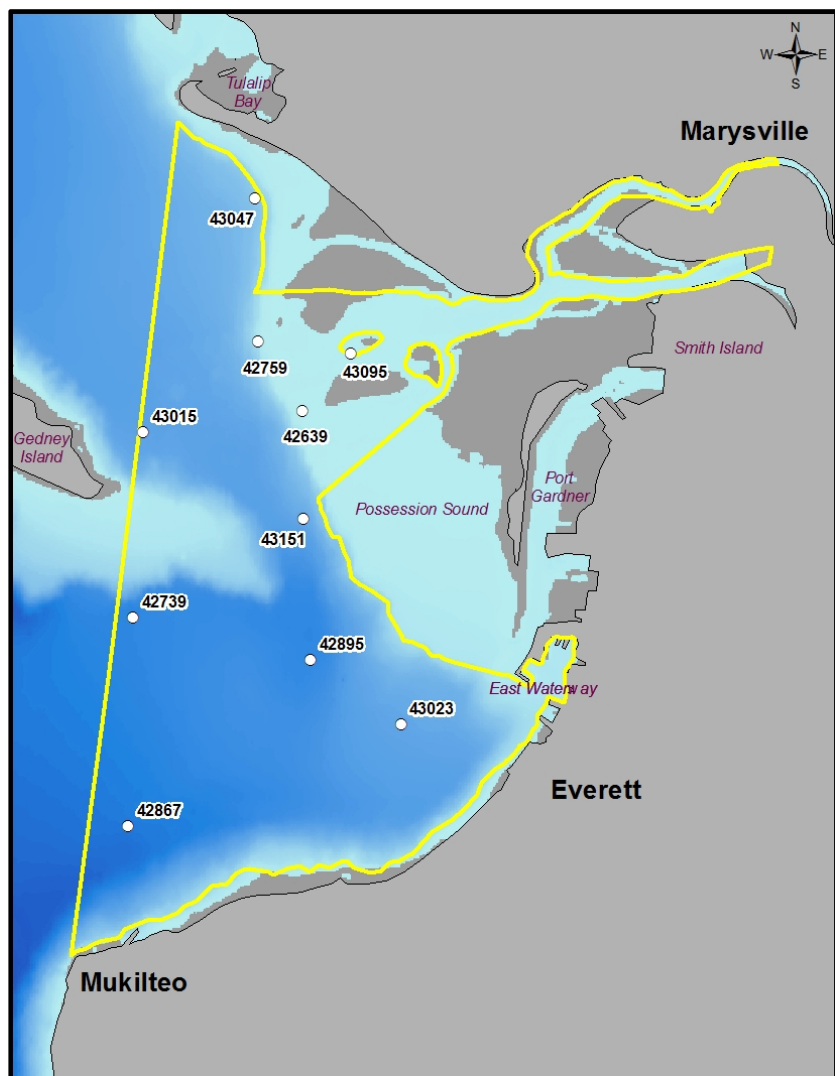 N
W E
S
Tulalip
Bay
Marysville
43047
42759
43095
Smith Island
43015
42639
Gedney
Island
Port
Gardner
Possession Sound
43151
42739
42895
East Waterway
43023
Everett
42867
Mukilteo